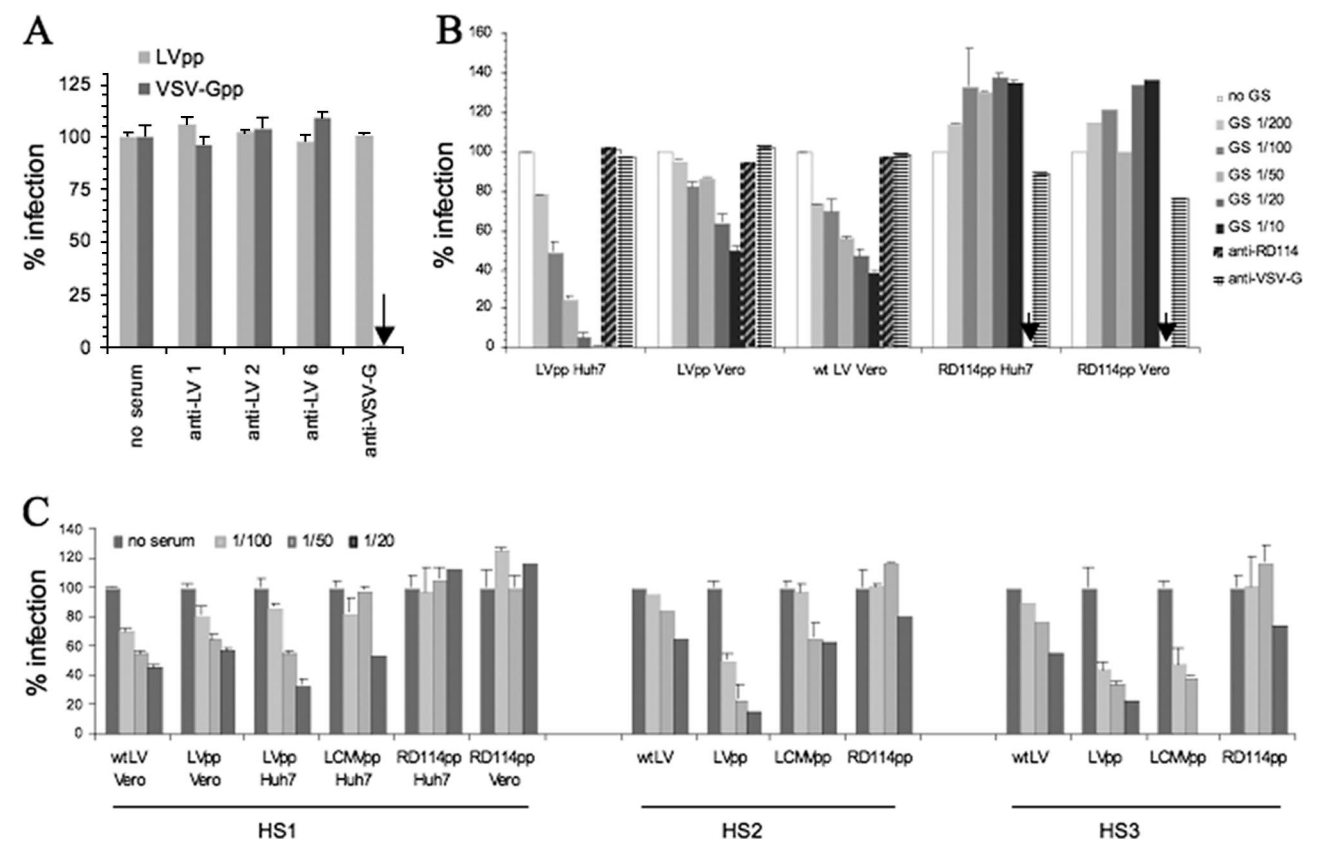 A
LVpp
VSV-Gpp
% infection
125
100
75
50
25
0
no serum
anti-LV 1
anti-LV 2
anti-LV 6
anti-VSV-G
B
% infection
160
140
120
100
80
60
40
20
0
LVpp Huh7
LVpp Vero
wt LV Vero
RD114pp Huh7
RD114pp Vero
no GS
GS 1/200
GS 1/100
GS 1/50
GS 1/20
GS 1/10
anti-RD114
anti-VSV-G
C
% infection
140
120
100
80
60
40
20
0
no serum 1/100 1/50 1/20
wtLV LVpp LVpp LCMVpp RD114pp RD114pp wtLV LVpp LCMVpp RD114pp wtLV LVpp LCMVpp RD114pp
Vero Vero Huh7 Huh7 Huh7 Vero
HS1 HS2 HS3